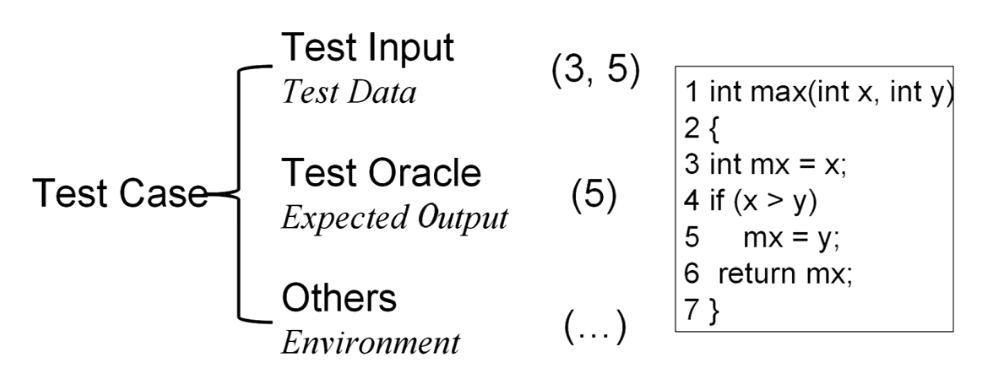 Test Case
Test Input
Test Data
(3, 5)
Test Oracle
Expected Output
(5)
Others
Environment
(...)
1 int max(int x, int y)
2 {
3 int mx = x;
4 if (x > y)
5    mx = y;
6  return mx;
7 }